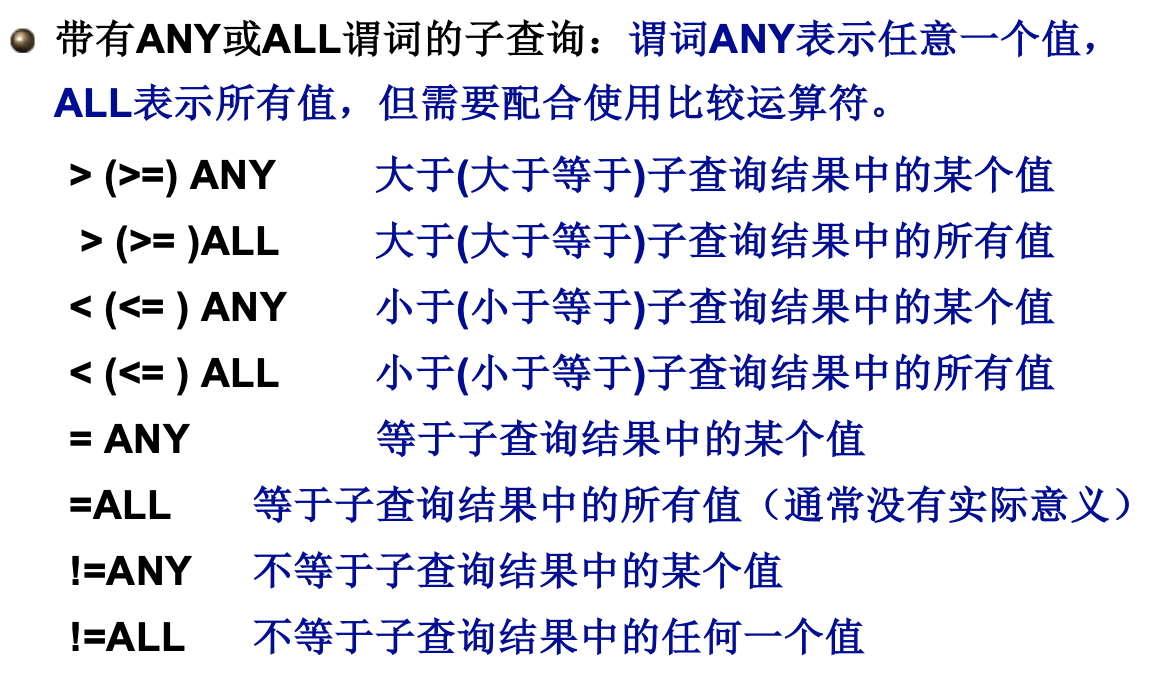 带有ANY或ALL谓词的子查询：谓词ANY表示任意一个值，
ALL表示所有值，但需要配合使用比较运算符。
> (>=) ANY 大于(大于等于)子查询结果中的某个值
> (>= )ALL 大于(大于等于)子查询结果中的所有值
< (<= ) ANY 小于(小于等于)子查询结果中的某个值
< (<= ) ALL 小于(小于等于)子查询结果中的所有值
= ANY 等于子查询结果中的某个值
=ALL 等于子查询结果中的所有值（通常没有实际意义）
!=ANY 不等于子查询结果中的某个值
!=ALL 不等于子查询结果中的任何一个值